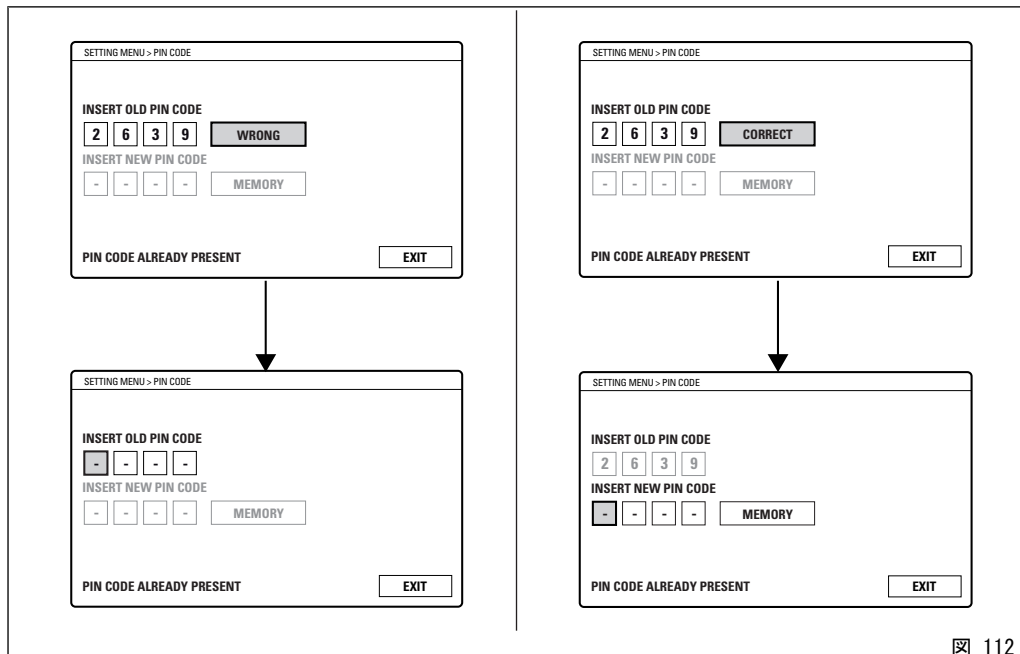 SETTING MENU > PIN CODE
INSERT OLD PIN CODE
2 6 3 9 WRONG
INSERT NEW PIN CODE
- - - - MEMORY
PIN CODE ALREADY PRESENT EXIT
SETTING MENU > PIN CODE
INSERT OLD PIN CODE
- - - -
INSERT NEW PIN CODE
- - - - MEMORY
PIN CODE ALREADY PRESENT EXIT
SETTING MENU > PIN CODE
INSERT OLD PIN CODE
2 6 3 9 CORRECT
INSERT NEW PIN CODE
- - - - MEMORY
PIN CODE ALREADY PRESENT EXIT
SETTING MENU > PIN CODE
INSERT OLD PIN CODE
2 6 3 9
INSERT NEW PIN CODE
- - - - MEMORY
PIN CODE ALREADY PRESENT EXIT
図 112